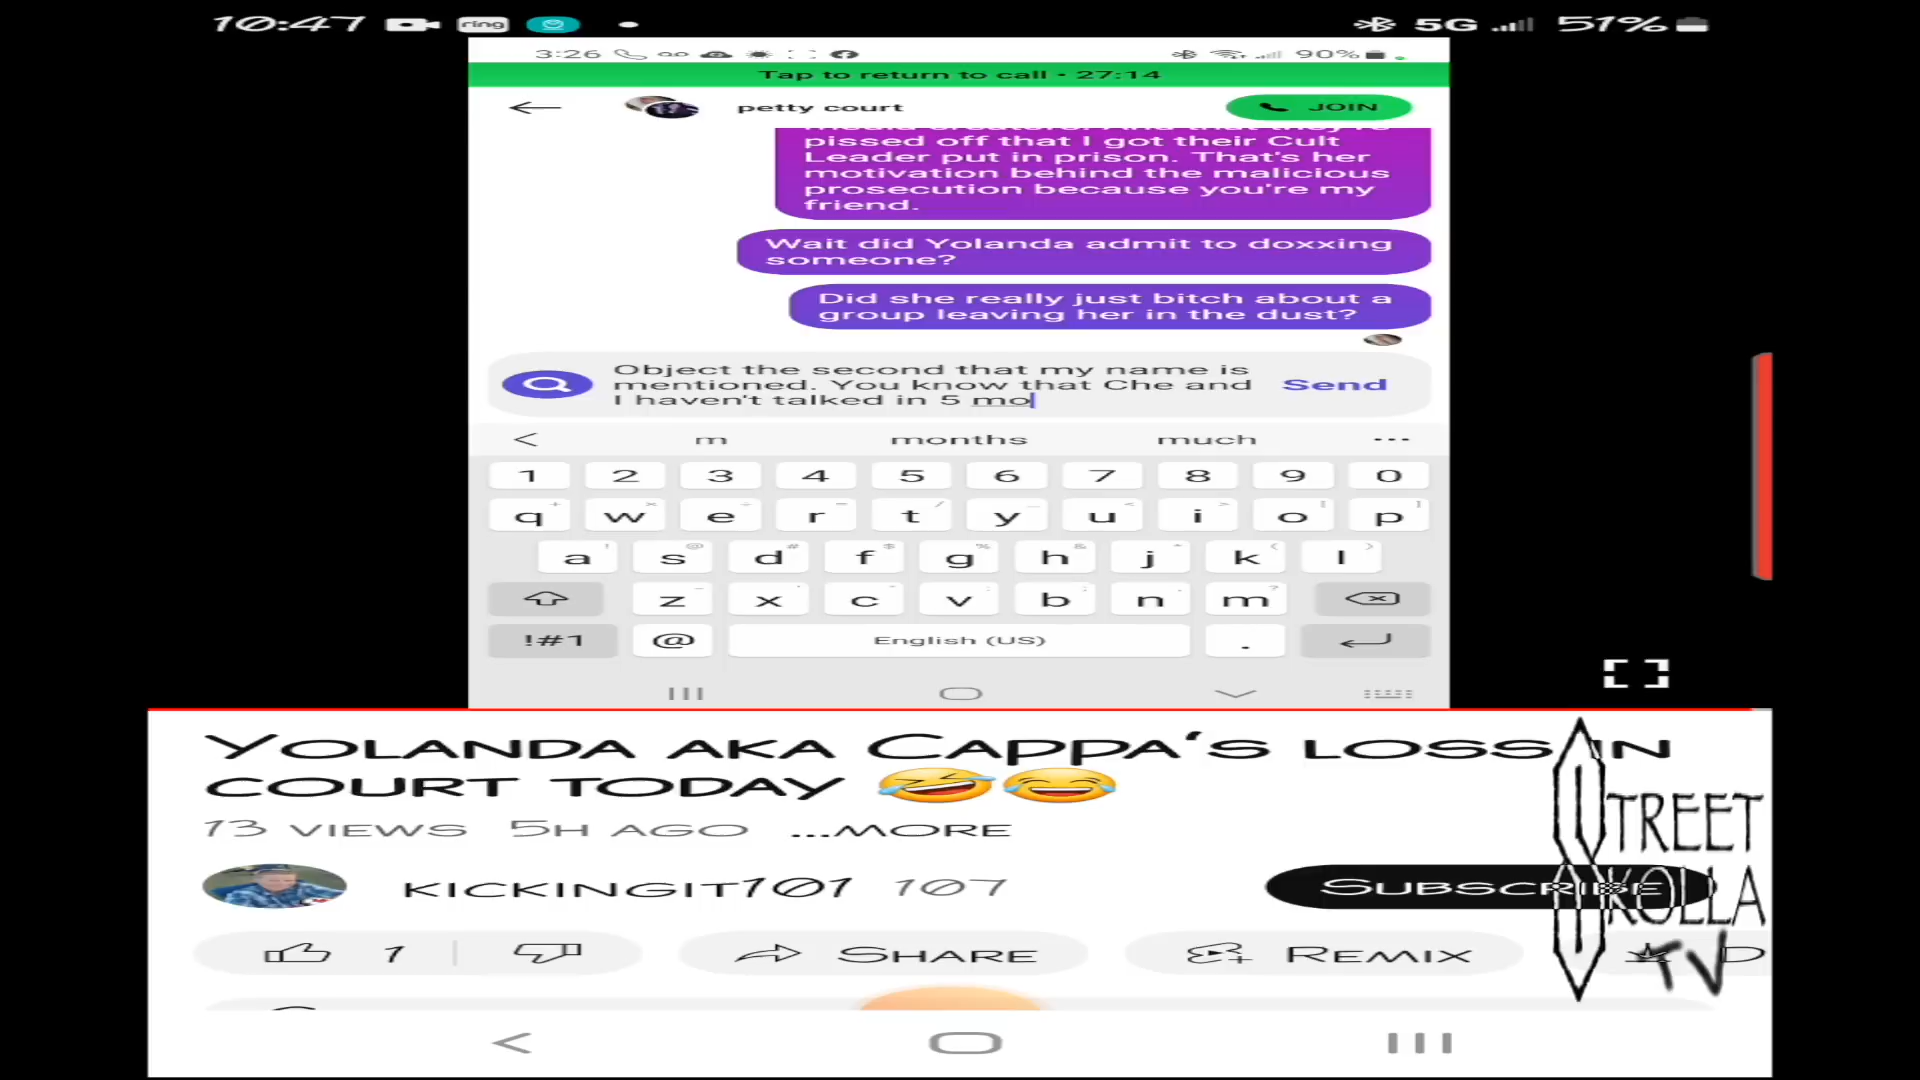 10:47 ring 5G 51%
3:26 90%
Tap to return to call • 27:14
petty court JOIN
pissed off that I got their Cult
Leader put in prison. That's her
motivation behind the malicious
prosecution because you're my
friend.
Wait did Yolanda admit to doxxing
someone?
Did she really just bitch about a
group leaving her in the dust?
Object the second that my name is
mentioned. You know that Che and
I haven't talked in 5 mo
Send
< m months much ...
1 2 3 4 5 6 7 8 9 0
q w e r t y u i o p
a s d f g h j k l
z x c v b n m
!#1 @ English (US) .
Yolanda aka Cappa's loss in
court today 🤣😂
13 views 5h ago ...more
kickingit101 107 Subscribe
1 Share Remix D
Street
Skolla
TV